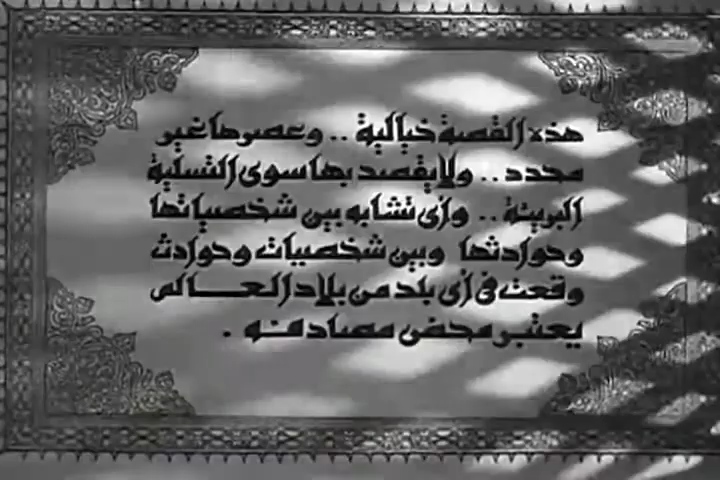 هذه القصة خيالية .. وعصرها غير
محدد .. ولا يقصد بها سوى التسلية
البريئة .. وأى تشابه بين شخصياتها
وحوادثها وبين شخصيات وحوادث
وقعت فى أى بلد من بلاد العالم
يعتبر محض مصادفه .